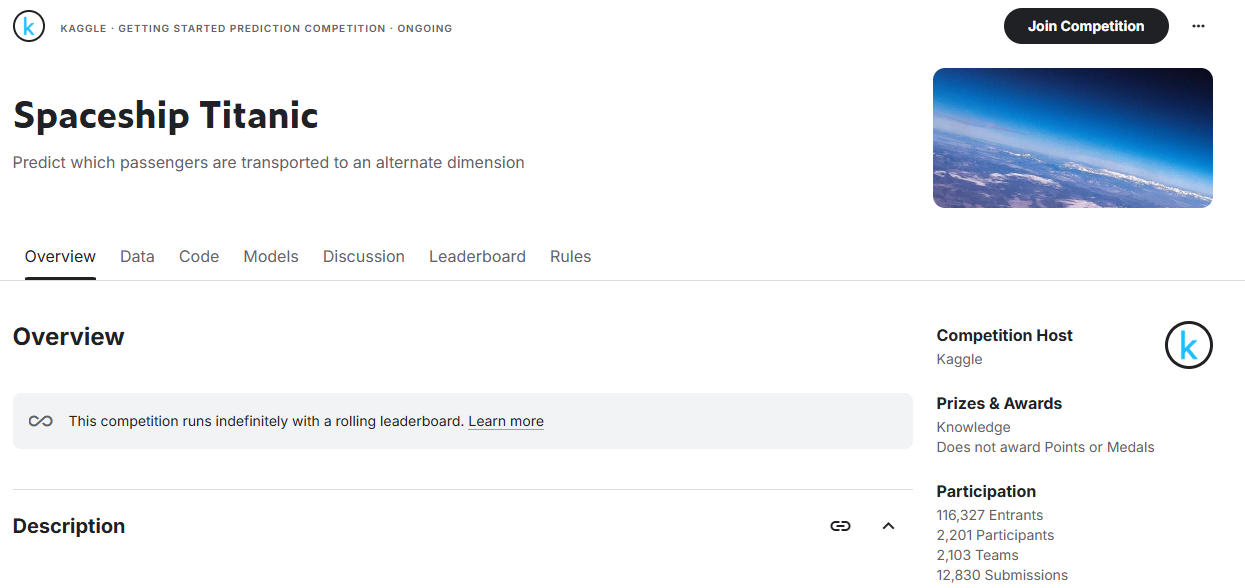 KAGGLE · GETTING STARTED PREDICTION COMPETITION · ONGOING
Join Competition
Spaceship Titanic
Predict which passengers are transported to an alternate dimension
Overview Data Code Models Discussion Leaderboard Rules
Overview
This competition runs indefinitely with a rolling leaderboard. Learn more
Description
Competition Host
Kaggle
k
Prizes & Awards
Knowledge
Does not award Points or Medals
Participation
116,327 Entrants
2,201 Participants
2,103 Teams
12,830 Submissions